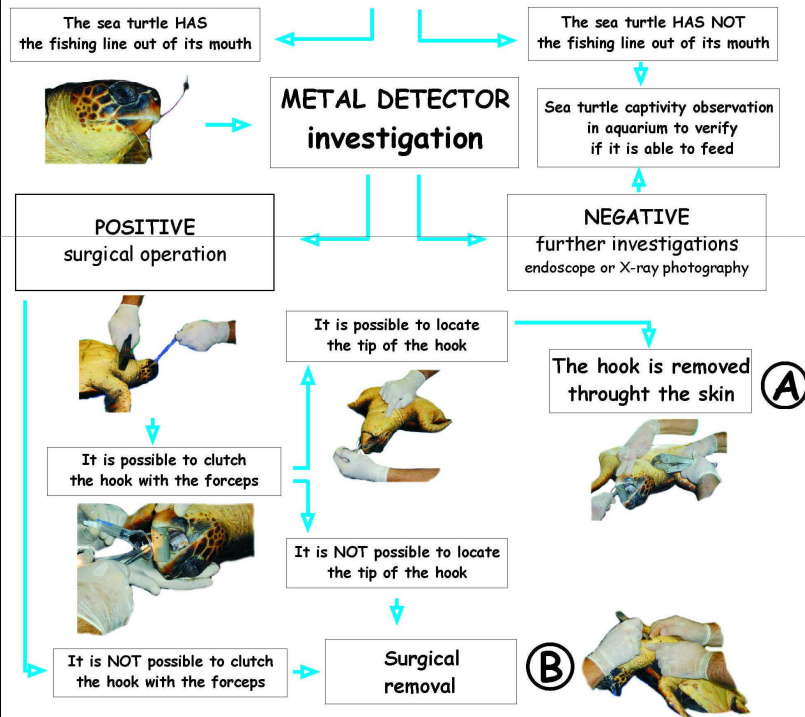 The sea turtle HAS
the fishing line out of its mouth
The sea turtle HAS NOT
the fishing line out of its mouth
METAL DETECTOR
investigation
Sea turtle captivity observation
in aquarium to verify
if it is able to feed
POSITIVE
surgical operation
NEGATIVE
further investigations
endoscope or X-ray photography
It is possible to locate
the tip of the hook
The hook is removed
throught the skin
A
It is possible to clutch
the hook with the forceps
It is NOT possible to locate
the tip of the hook
It is NOT possible to clutch
the hook with the forceps
Surgical
removal
B